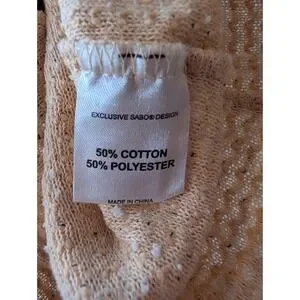 EXCLUSIVE SABO® DESIGN
50% COTTON
50% POLYESTER
MADE IN CHINA